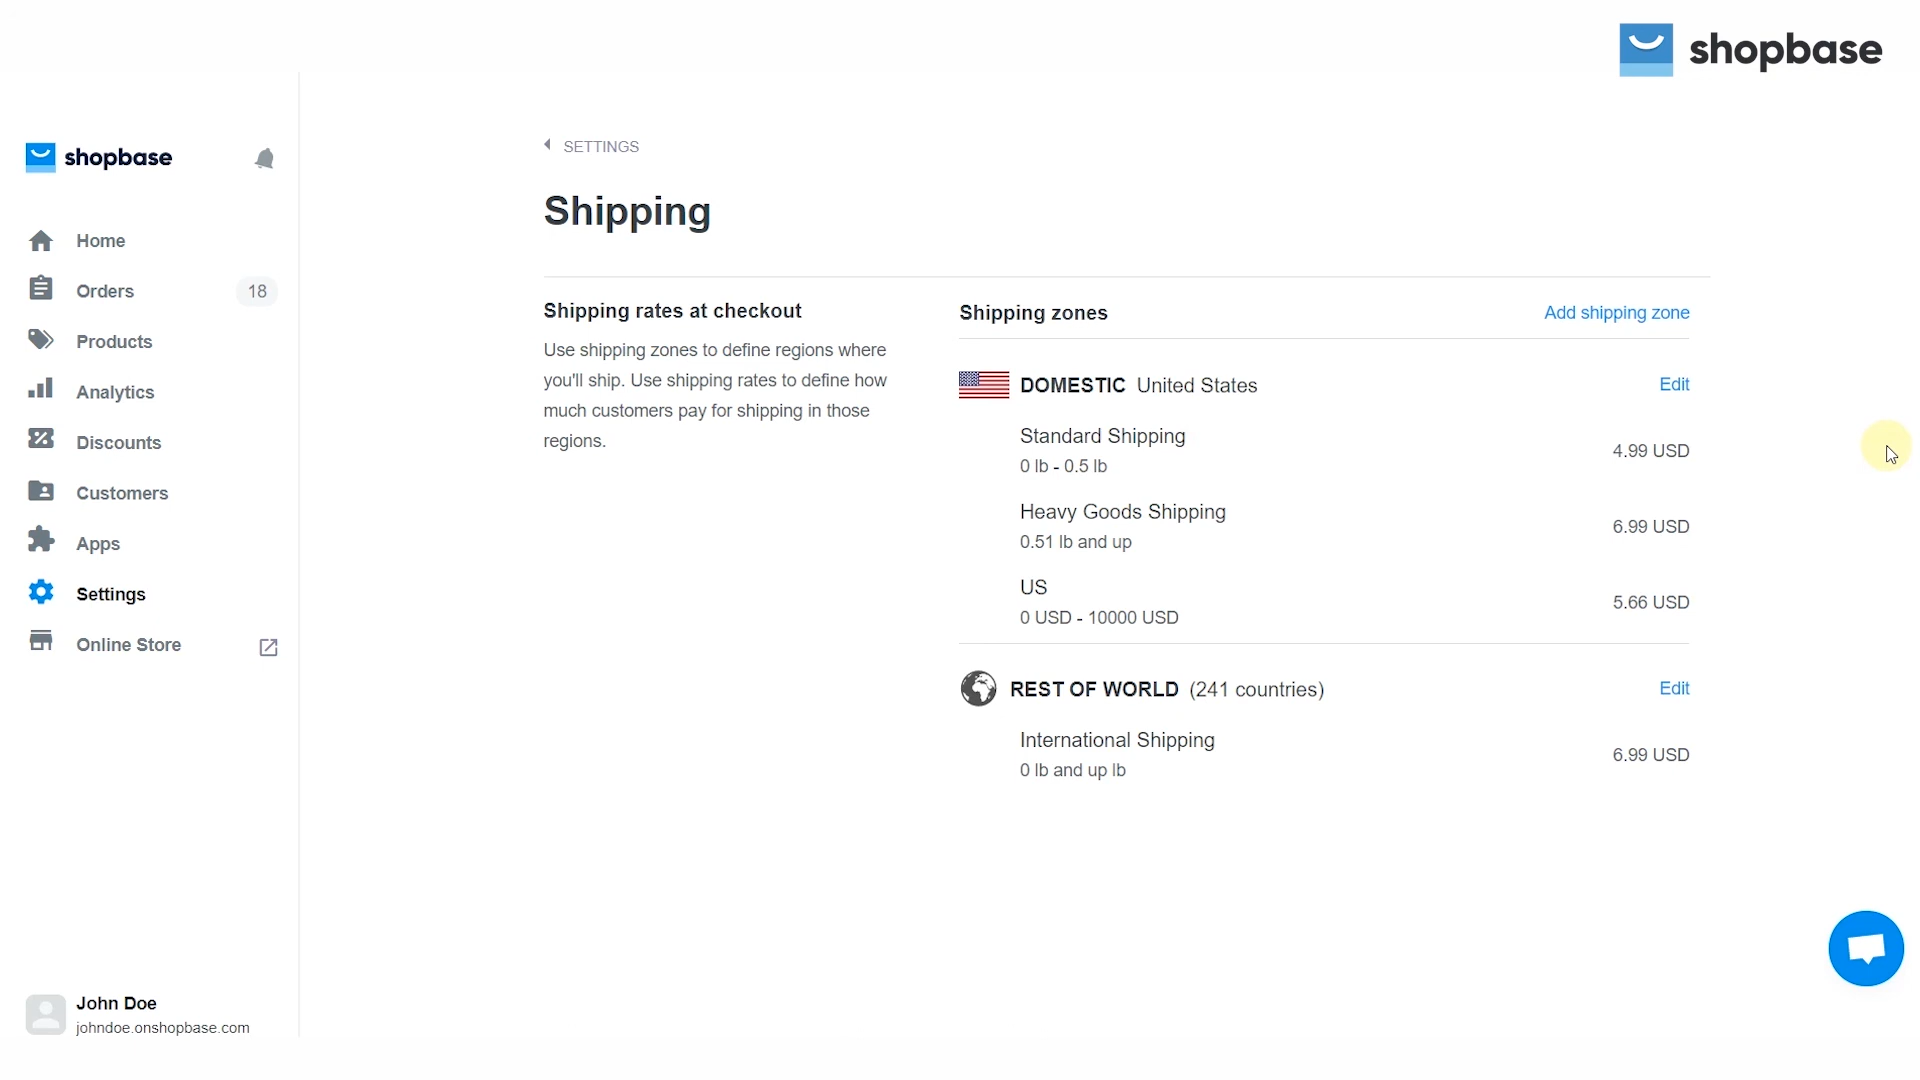 shopbase
shopbase
Home
Orders 18
Products
Analytics
Discounts
Customers
Apps
Settings
Online Store
John Doe
johndoe.onshopbase.com
SETTINGS
Shipping
Shipping rates at checkout
Use shipping zones to define regions where
you'll ship. Use shipping rates to define how
much customers pay for shipping in those
regions.
Shipping zones Add shipping zone
DOMESTIC United States Edit
Standard Shipping
0 lb - 0.5 lb
4.99 USD
Heavy Goods Shipping
0.51 lb and up
6.99 USD
US
0 USD - 10000 USD
5.66 USD
REST OF WORLD (241 countries) Edit
International Shipping
0 lb and up lb
6.99 USD